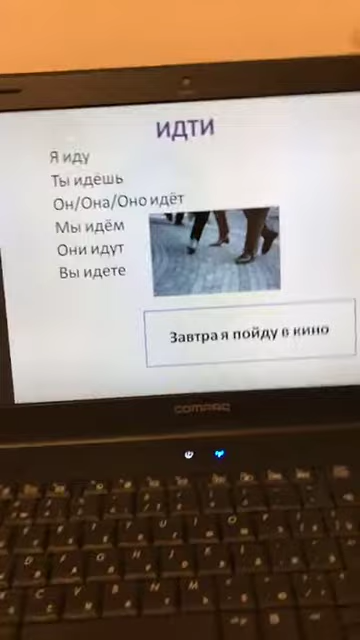 ИДТИ
Я иду
Ты идёшь
Он/Она/Оно идёт
Мы идём
Они идут
Вы идете
Завтра я пойду в кино
COMPAQ